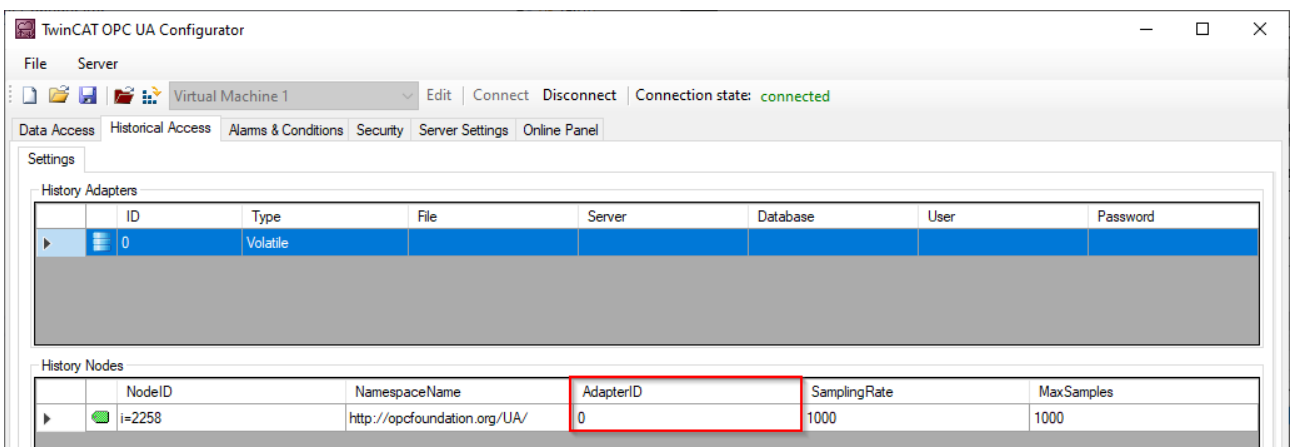 TwinCAT OPC UA Configurator
File Server
Virtual Machine 1 Edit Connect Disconnect Connection state: connected
Data Access Historical Access Alarms & Conditions Security Server Settings Online Panel
Settings
History Adapters
ID Type File Server Database User Password
0 Volatile
History Nodes
NodeID NamespaceName AdapterID SamplingRate MaxSamples
i=2258 http://opcfoundation.org/UA/ 0 1000 1000